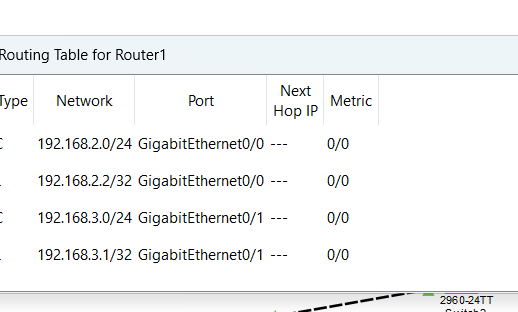 Routing Table for Router1
Type Network Port Next Hop IP Metric
C 192.168.2.0/24 GigabitEthernet0/0 --- 0/0
192.168.2.2/32 GigabitEthernet0/0 --- 0/0
C 192.168.3.0/24 GigabitEthernet0/1 --- 0/0
192.168.3.1/32 GigabitEthernet0/1 --- 0/0
2960-24TT